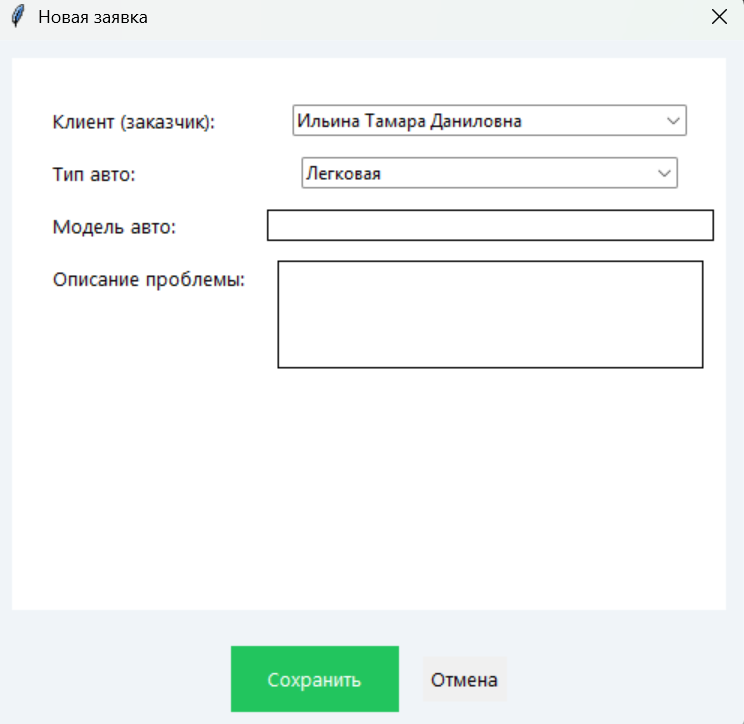 Новая заявка
Клиент (заказчик): Ильина Тамара Даниловна
Тип авто: Легковая
Модель авто:
Описание проблемы:
Сохранить Отмена